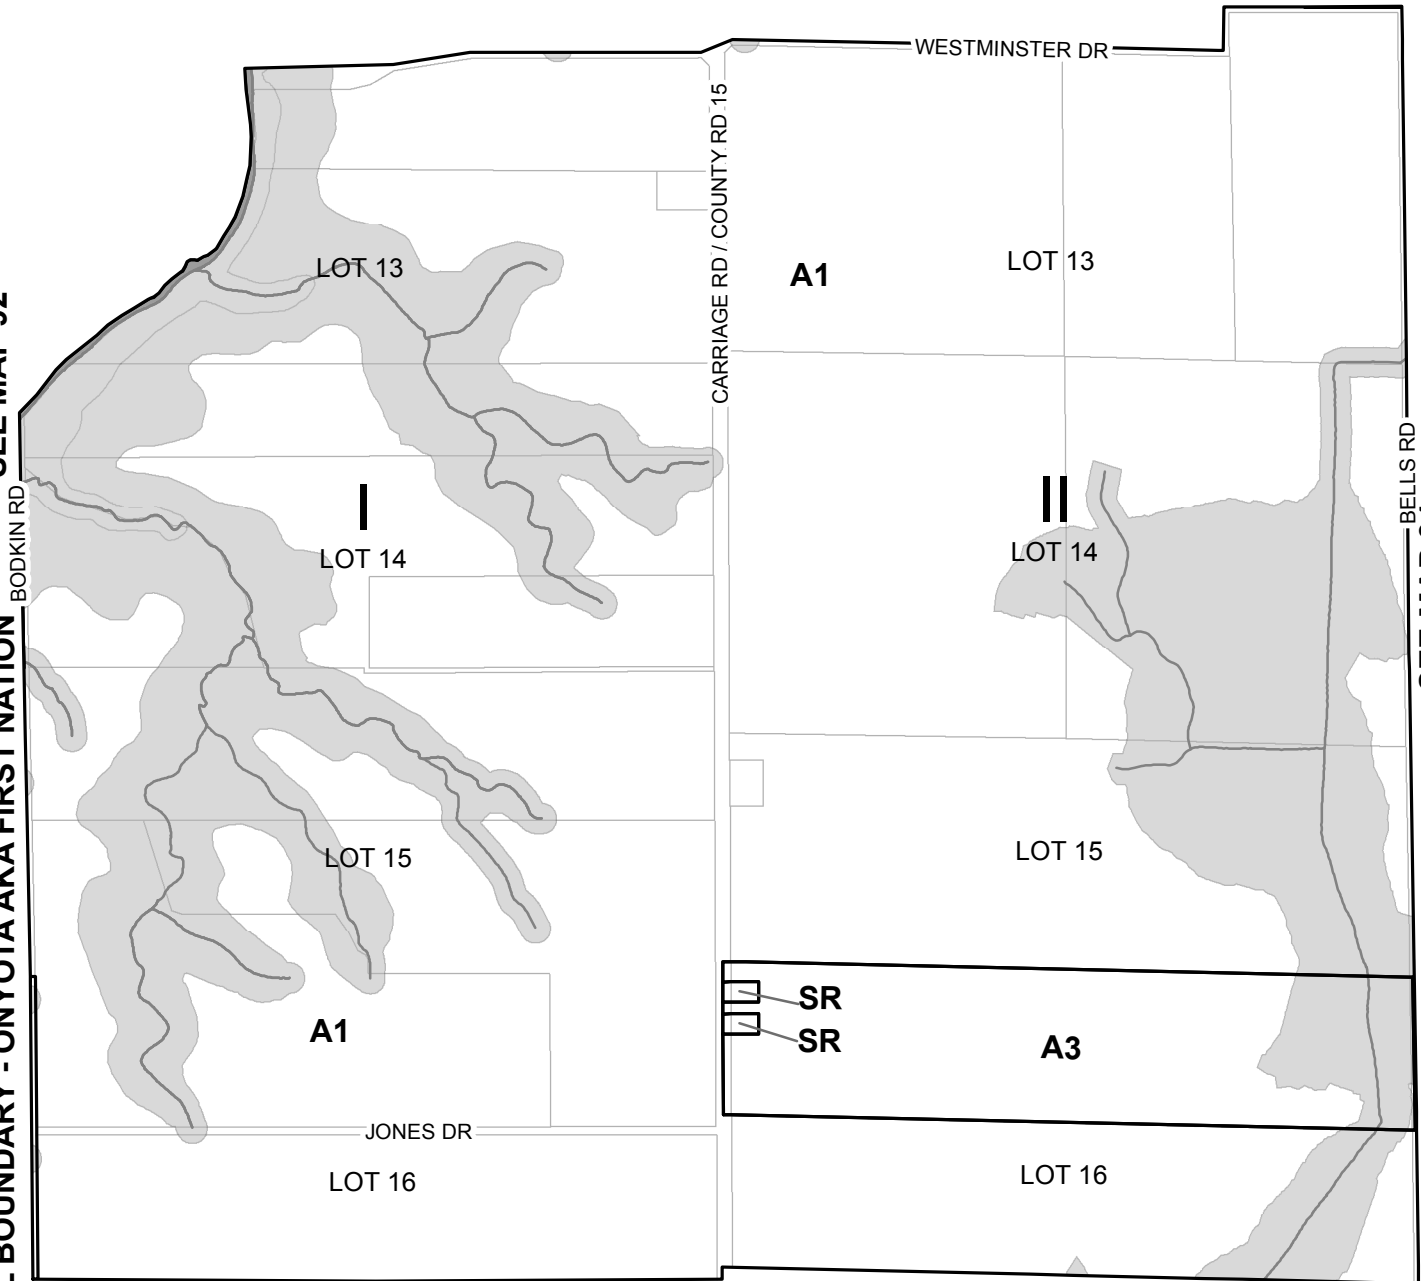 WESTMINSTER DR
CARRIAGE RD / COUNTY RD 15
LOT 13
A1
LOT 13
BODKIN RD
BELLS RD
I
LOT 14
II
LOT 14
BOUNDARY - ONYOTA AKA FIRST NATION
LOT 15
LOT 15
A1
SR
SR
A3
JONES DR
LOT 16
LOT 16